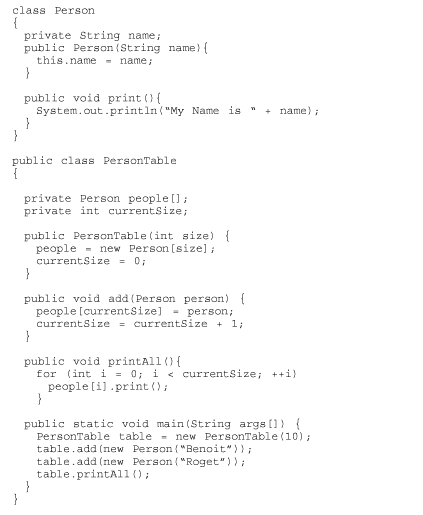 class Person
{
  private String name;
  public Person(String name){
    this.name = name;
  }

  public void print(){
    System.out.println(“My Name is “ + name);
  }
}

public class PersonTable
{

  private Person people[];
  private int currentSize;

  public PersonTable(int size) {
    people = new Person[size];
    currentSize = 0;
  }

  public void add(Person person) {
    people[currentSize] = person;
    currentSize = currentSize + 1;
  }

  public void printAll(){
    for (int i = 0; i < currentSize; ++i)
      people[i].print();
    }

  public static void main(String args[]) {
    PersonTable table = new PersonTable(10);
    table.add(new Person(“Benoit”));
    table.add(new Person(“Roget”));
    table.printAll();
  }
}